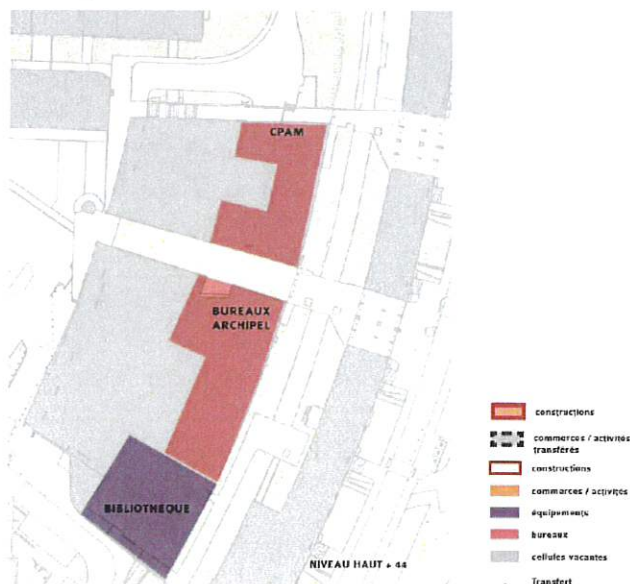 CPAM
BUREAUX
ARCHIPEL
BIBLIOTHEQUE
NIVEAU HAUT + 44
constructions
commerces / activités
transférés
constructions
commerces / activités
équipements
bureaux
cellules vacantes
Transfert